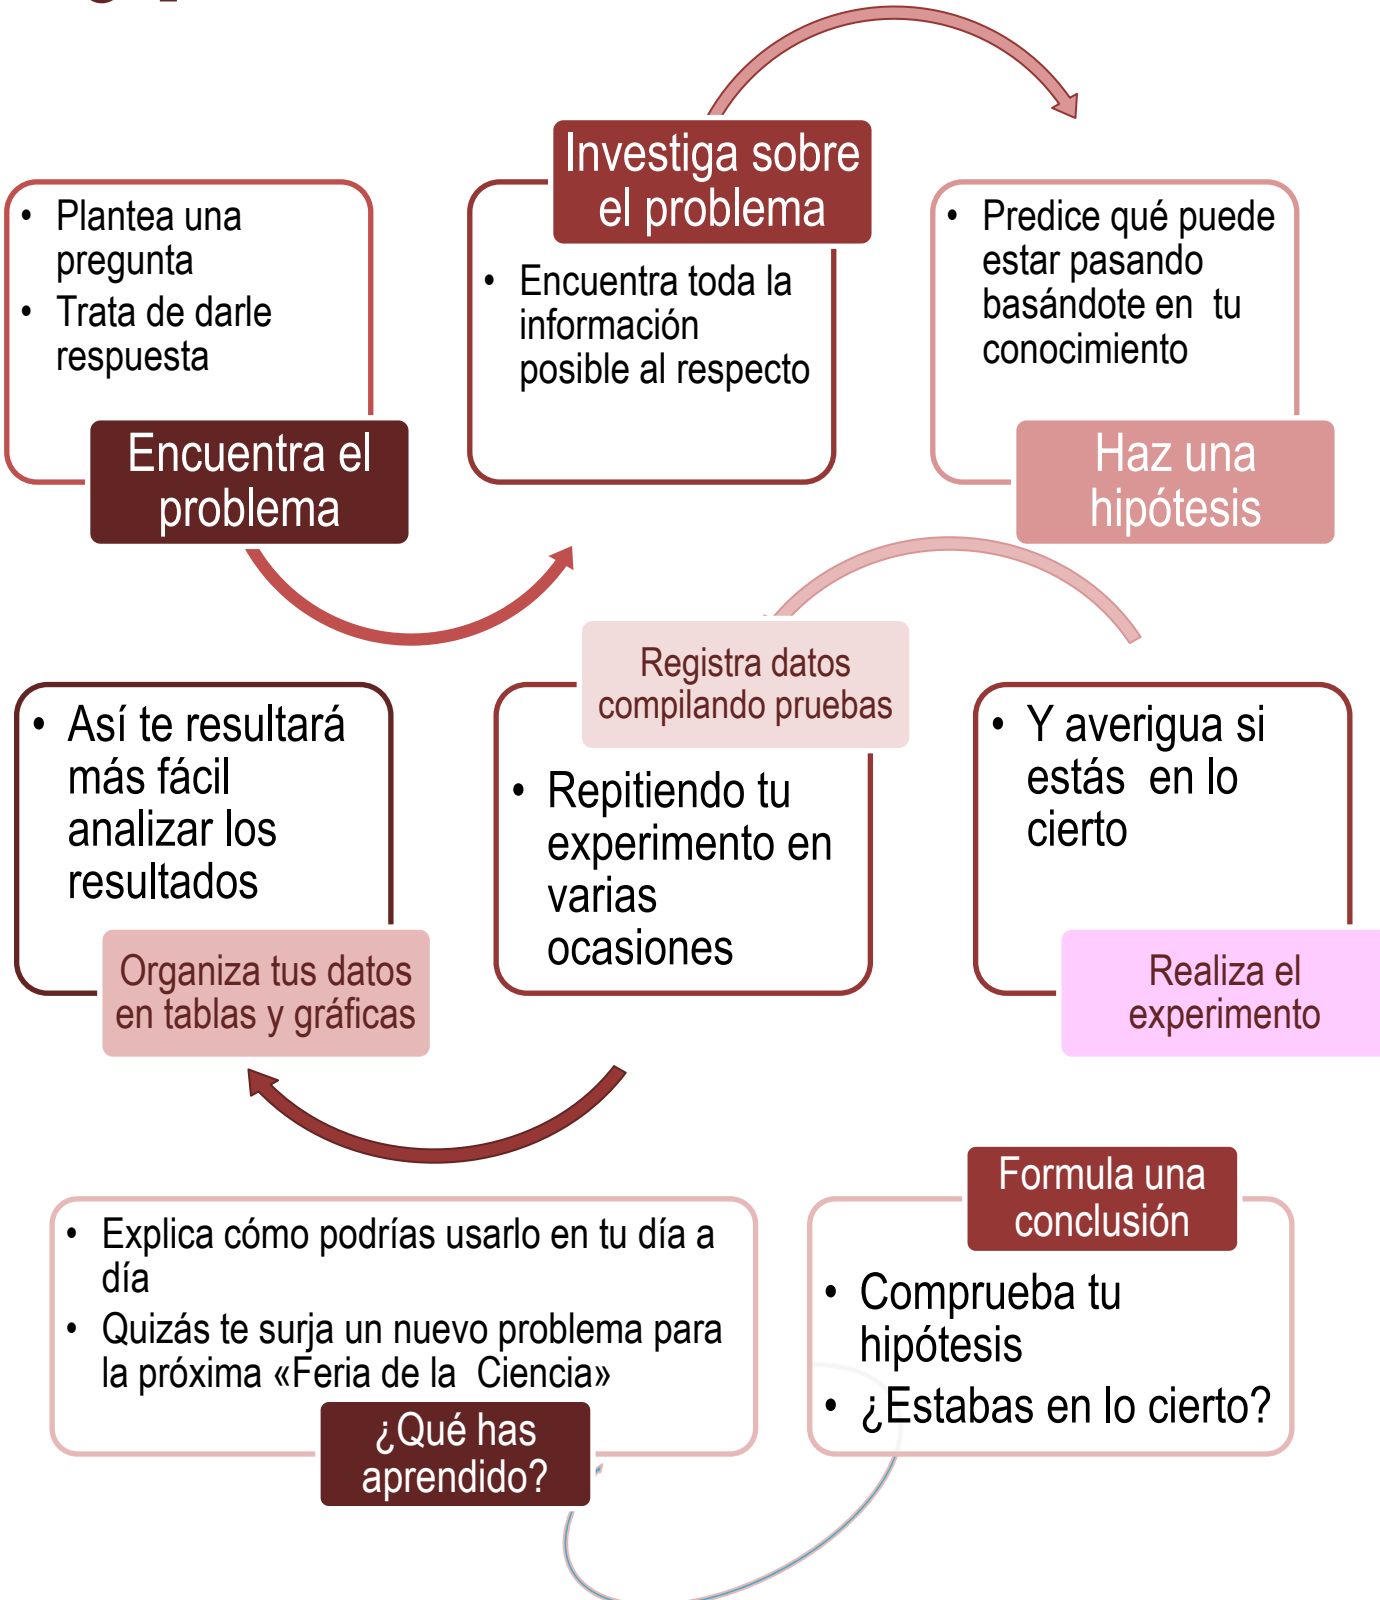 • Plantea una
pregunta
• Trata de darle
respuesta
Encuentra el
problema
Investiga sobre
el problema
• Encuentra toda la
información
posible al respecto
• Predice qué puede
estar pasando
basándote en tu
conocimiento
Haz una
hipótesis
• Y averigua si
estás en lo
cierto
Realiza el
experimento
Registra datos
compilando pruebas
• Repitiendo tu
experimento en
varias
ocasiones
• Así te resultará
más fácil
analizar los
resultados
Organiza tus datos
en tablas y gráficas
Formula una
conclusión
• Comprueba tu
hipótesis
• ¿Estabas en lo cierto?
• Explica cómo podrías usarlo en tu día a
día
• Quizás te surja un nuevo problema para
la próxima «Feria de la Ciencia»
¿Qué has
aprendido?